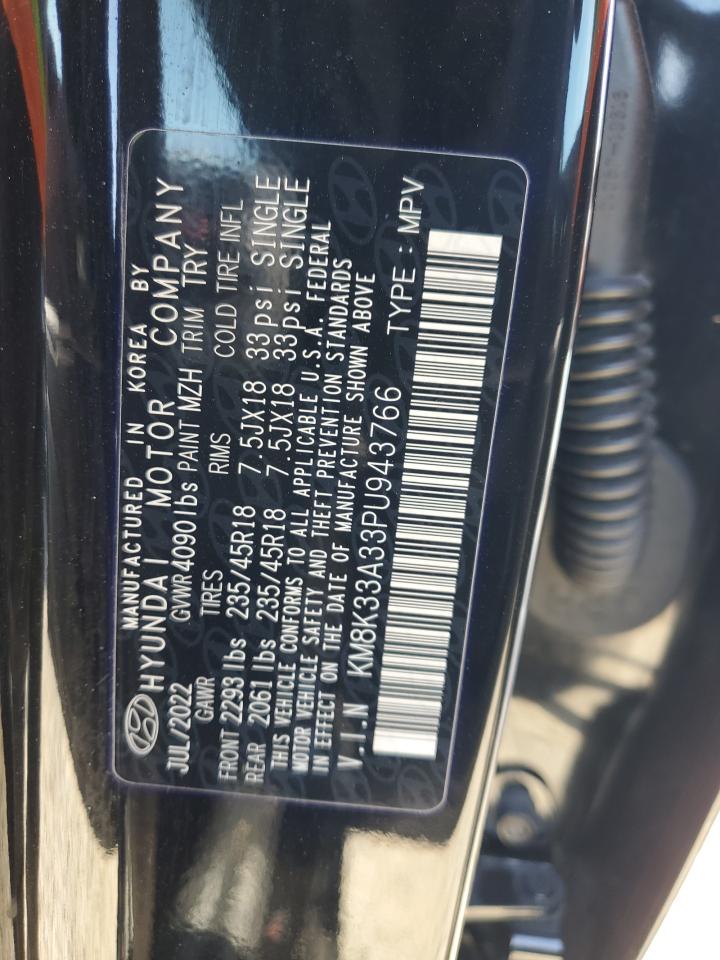 MANUFACTURED IN KOREA BY
HYUNDAI MOTOR COMPANY
JUL/2022 GVWR 4090 lbs PAINT MZH TRIM TRY
GAWR TIRES RIMS COLD TIRE INFL
FRONT 2293 lbs 235/45R18 7.5JX18 33psi SINGLE
REAR 2061 lbs 235/45R18 7.5JX18 33psi SINGLE
THIS VEHICLE CONFORMS TO ALL APPLICABLE U.S.A. FEDERAL
MOTOR VEHICLE SAFETY AND THEFT PREVENTION STANDARDS
IN EFFECT ON THE DATE OF MANUFACTURE SHOWN ABOVE
V.I.N KM8K33A33PU943766 TYPE : MPV